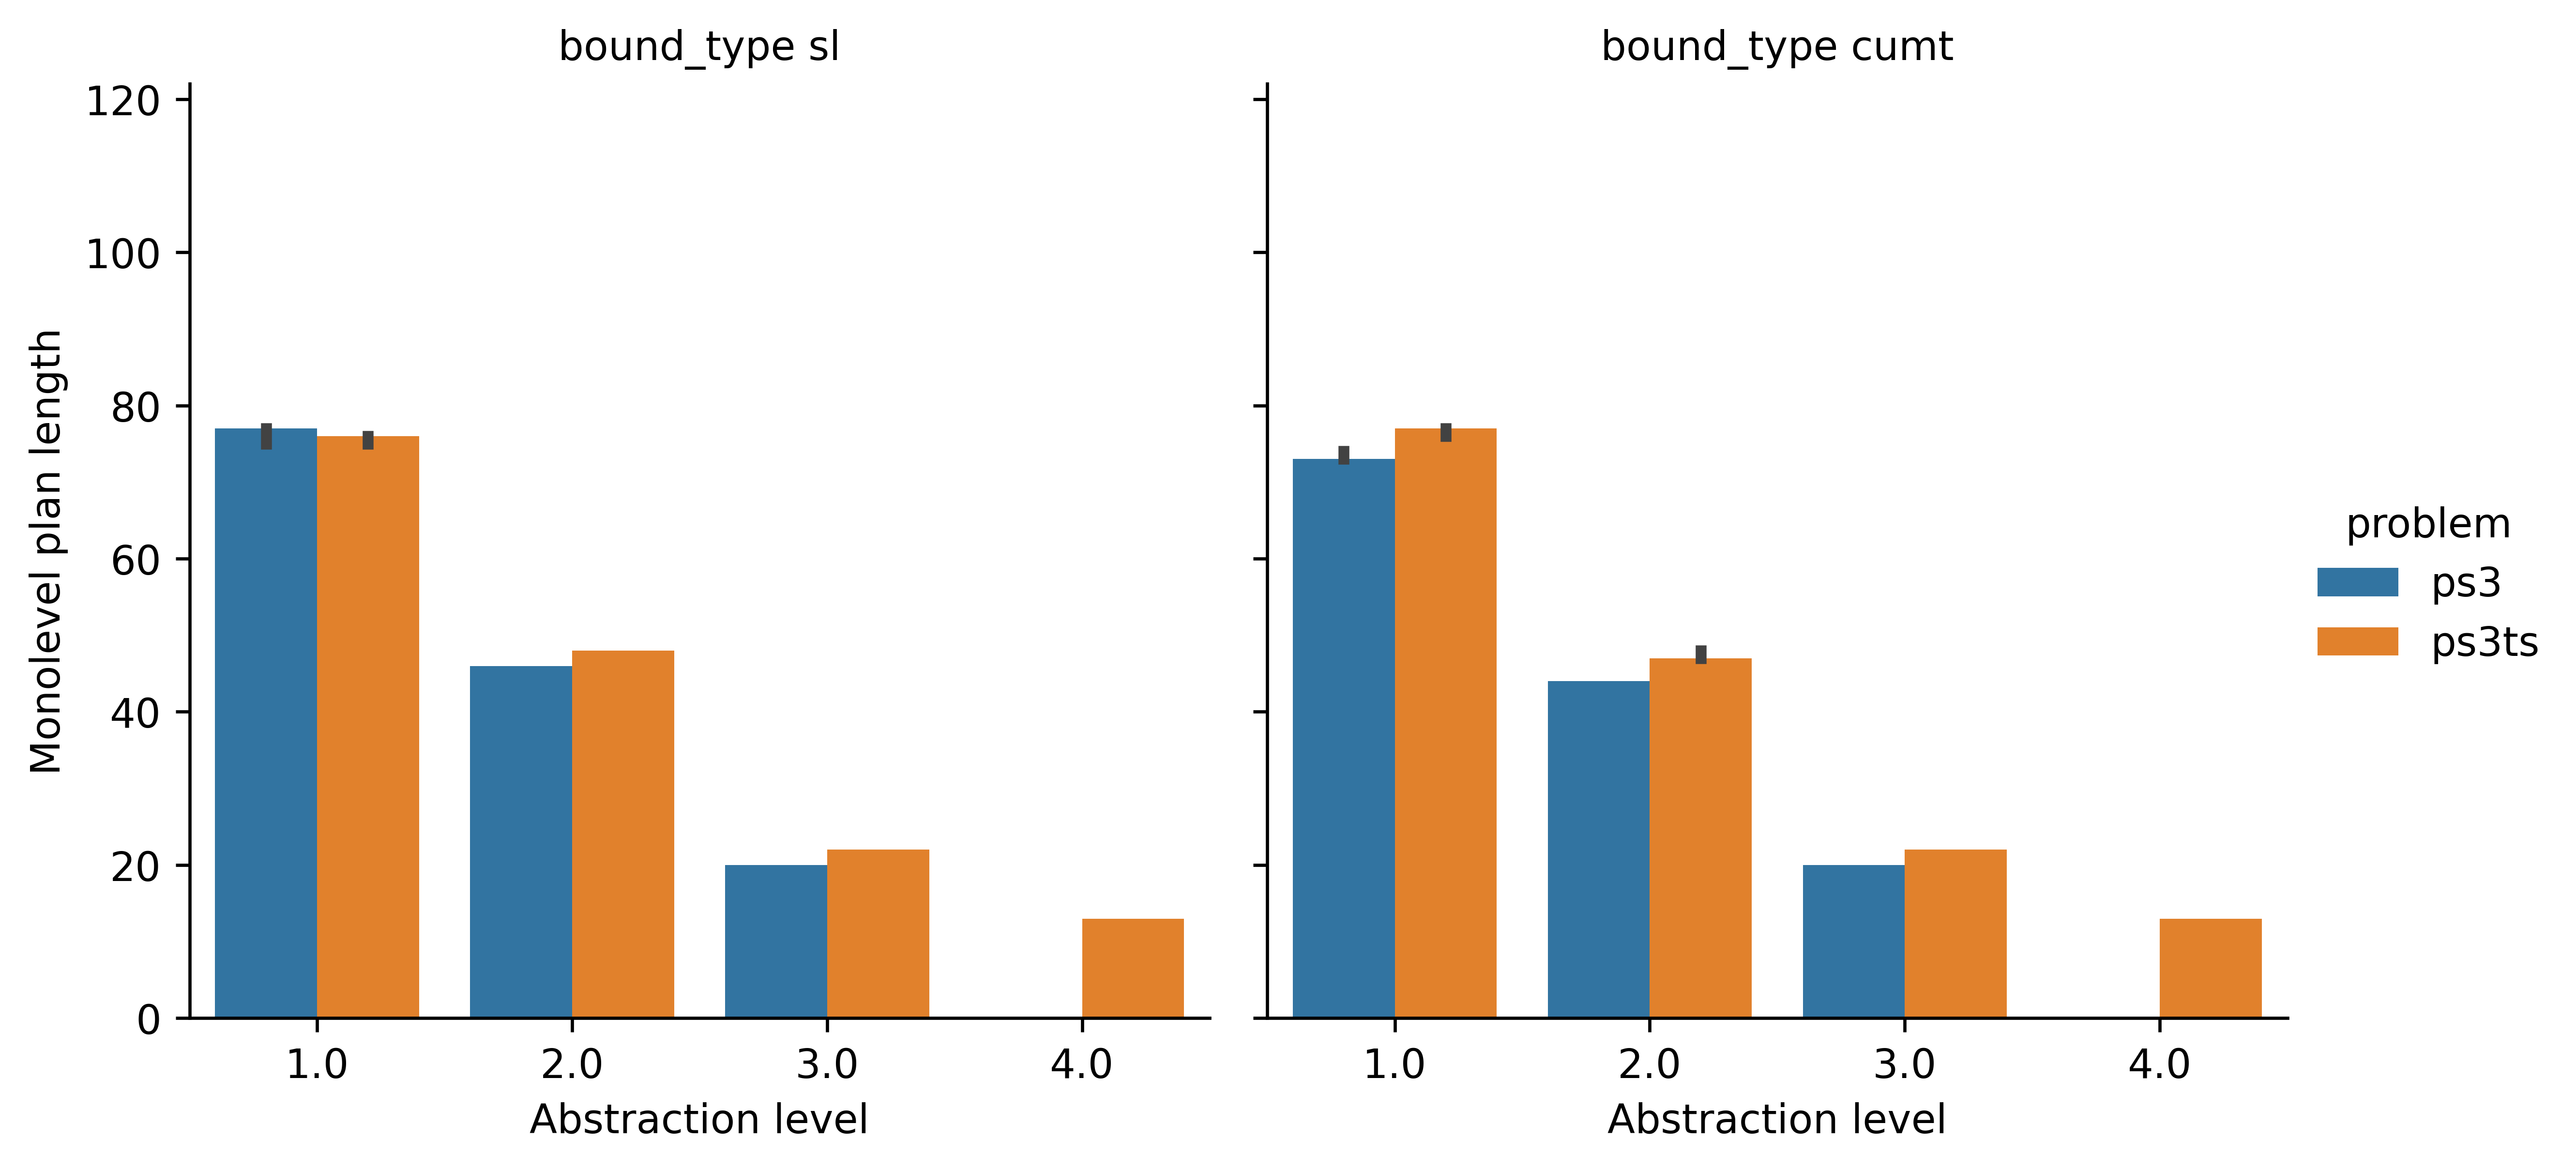 bound_type sl
bound_type cumt
Monolevel plan length
120
100
80
60
40
20
0
1.0 2.0 3.0 4.0
1.0 2.0 3.0 4.0
Abstraction level
Abstraction level
problem
ps3
ps3ts